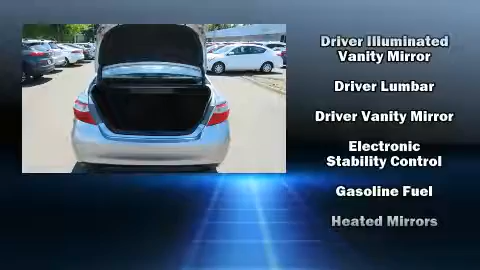 Driver Illuminated
Vanity Mirror
Driver Lumbar
Driver Vanity Mirror
Electronic
Stability Control
Gasoline Fuel
Heated Mirrors